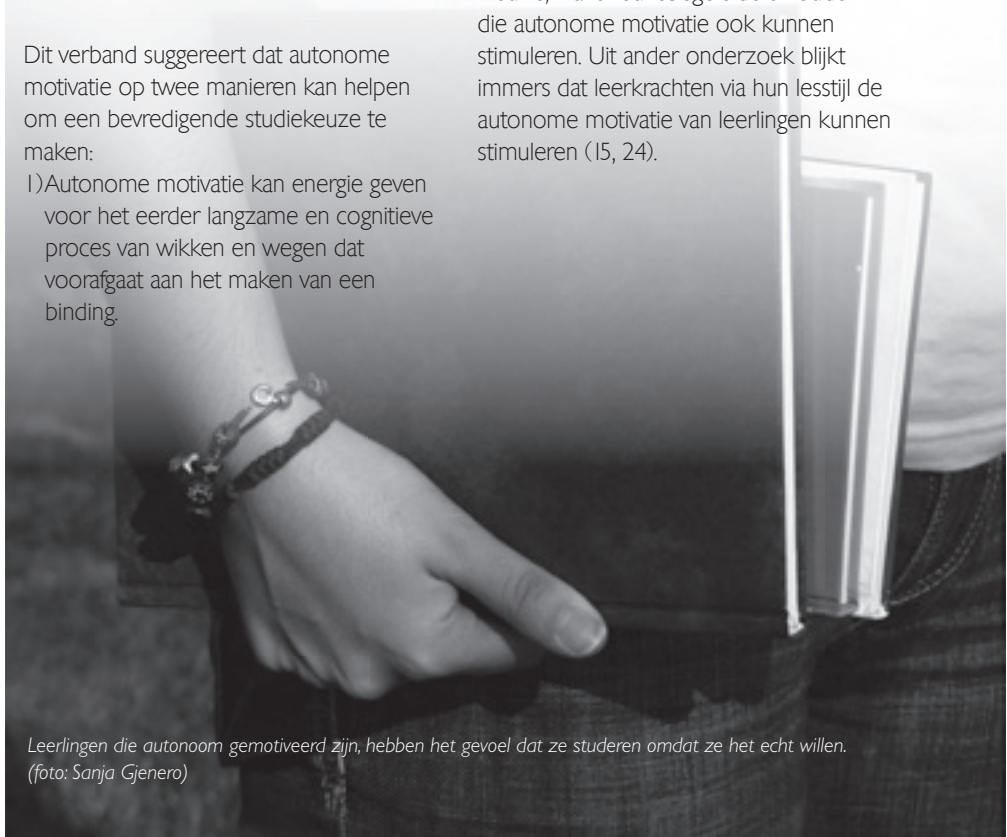 Dit verband suggereert dat autonome
motivatie op twee manieren kan helpen
om een bevredigende studiekeuze te
maken:
1)Autonome motivatie kan energie geven
voor het eerder langzame en cognitieve
proces van wikken en wegen dat
voorafgaat aan het maken van een
binding.
die autonome motivatie ook kunnen
stimuleren. Uit ander onderzoek blijkt
immers dat leerkrachten via hun lesstijl de
autonome motivatie van leerlingen kunnen
stimuleren (15, 24).
Leerlingen die autonoom gemotiveerd zijn, hebben het gevoel dat ze studeren omdat ze het echt willen.
(foto: Sanja Gjenero)